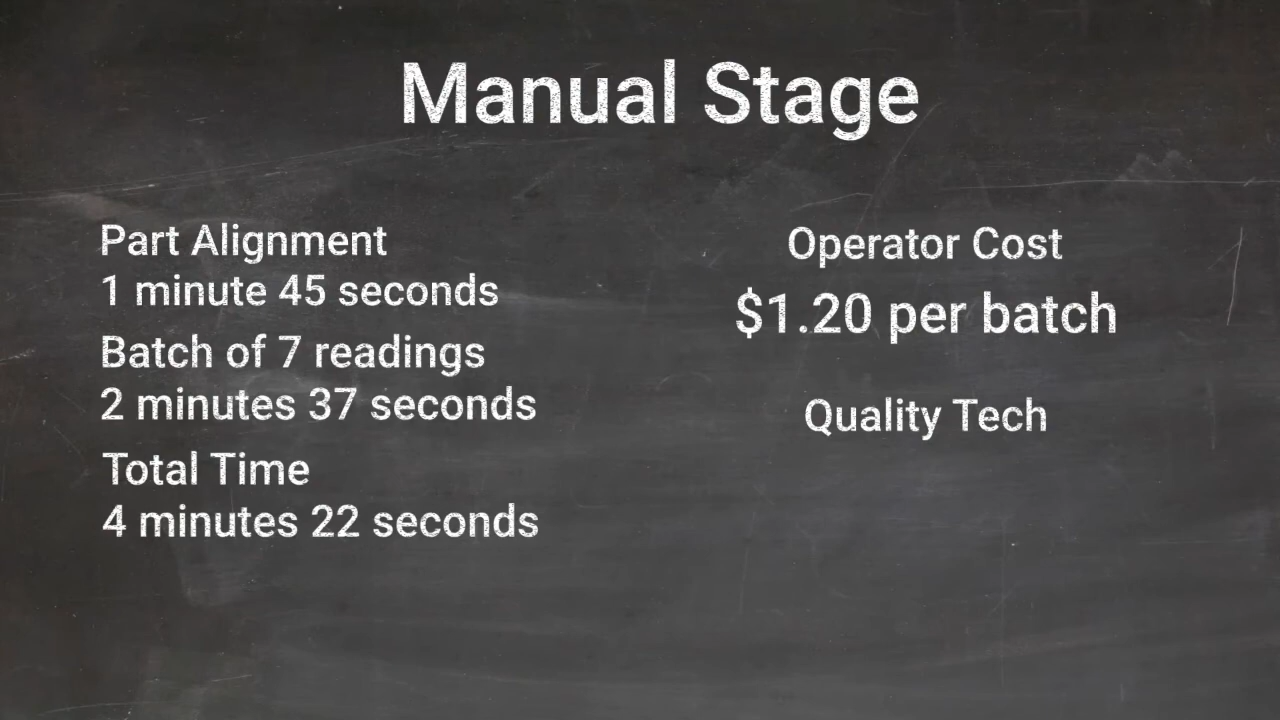 Manual Stage
Part Alignment
1 minute 45 seconds
Batch of 7 readings
2 minutes 37 seconds
Total Time
4 minutes 22 seconds
Operator Cost
$1.20 per batch
Quality Tech